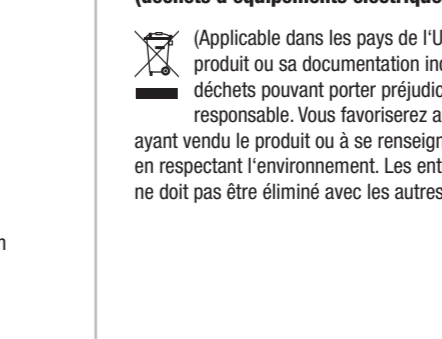 (déchets d'équipements électrique
(Applicable dans les pays de l‘U
produit ou sa documentation ind
déchets pouvant porter préjudic
responsable. Vous favoriserez a
ayant vendu le produit ou à se renseign
en respectant l‘environnement. Les ent
ne doit pas être éliminé avec les autres
n